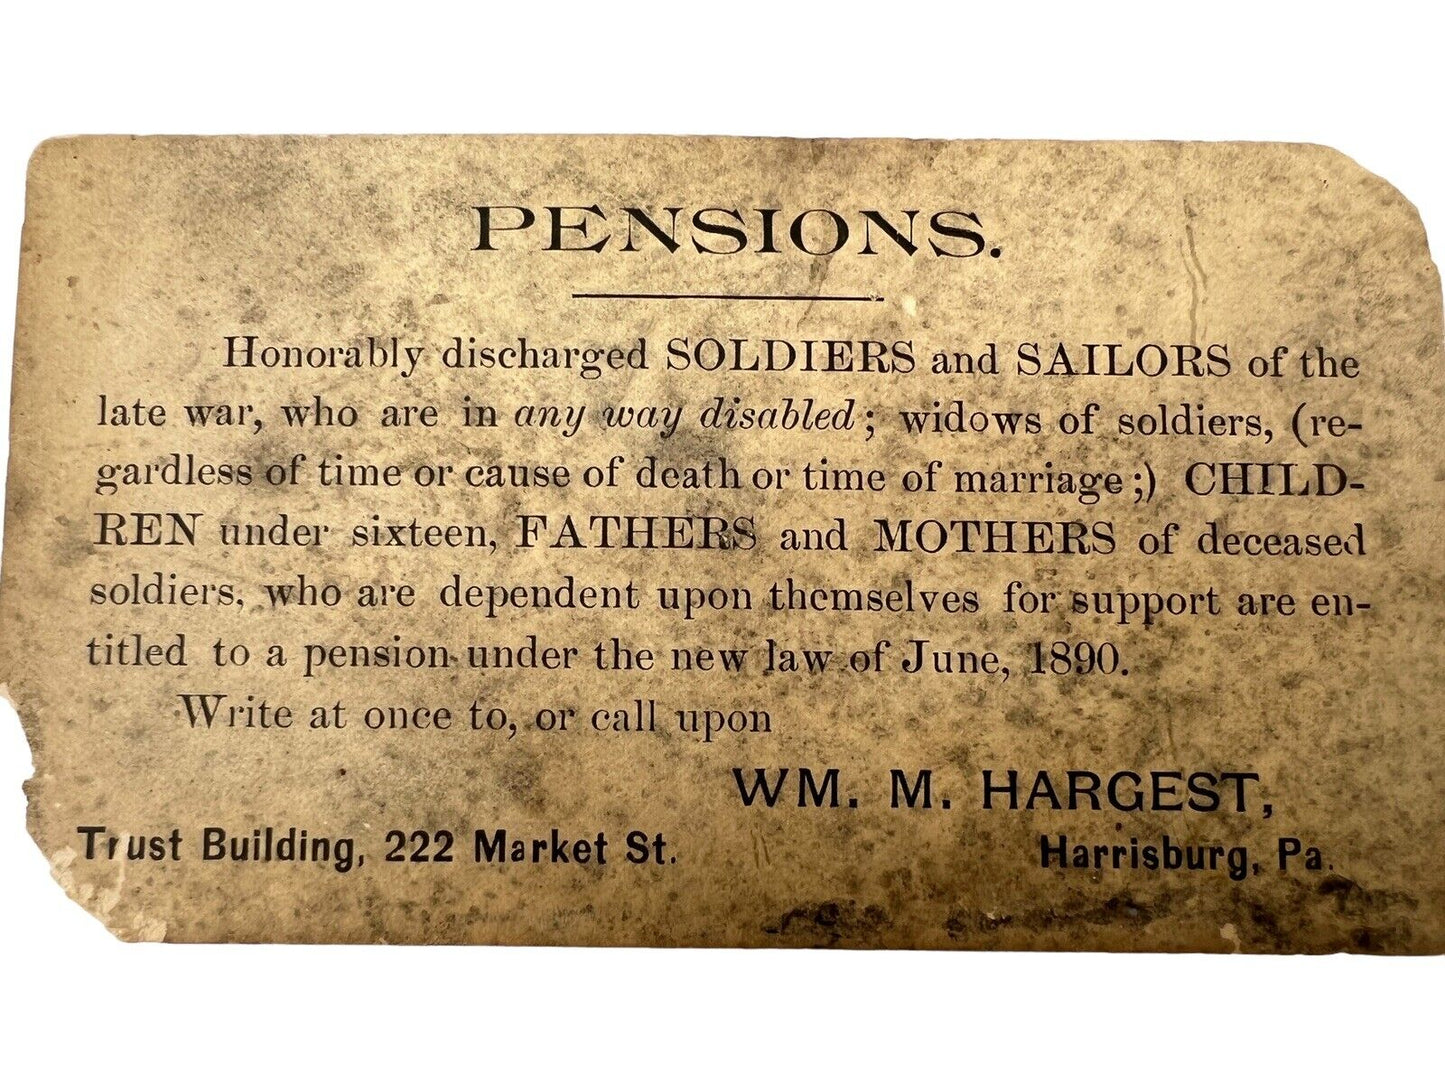 PENSIONS.
Honorably discharged SOLDIERS and SAILORS of the
late war, who are in any way disabled; widows of soldiers, (re-
gardless of time or cause of death or time of marriage;) CHILD-
REN under sixteen, FATHERS and MOTHERS of deceased
soldiers, who are dependent upon themselves for support are en-
titled to a pension under the new law of June, 1890.
Write at once to, or call upon
WM. M. HARGEST,
Trust Building, 222 Market St. Harrisburg, Pa.